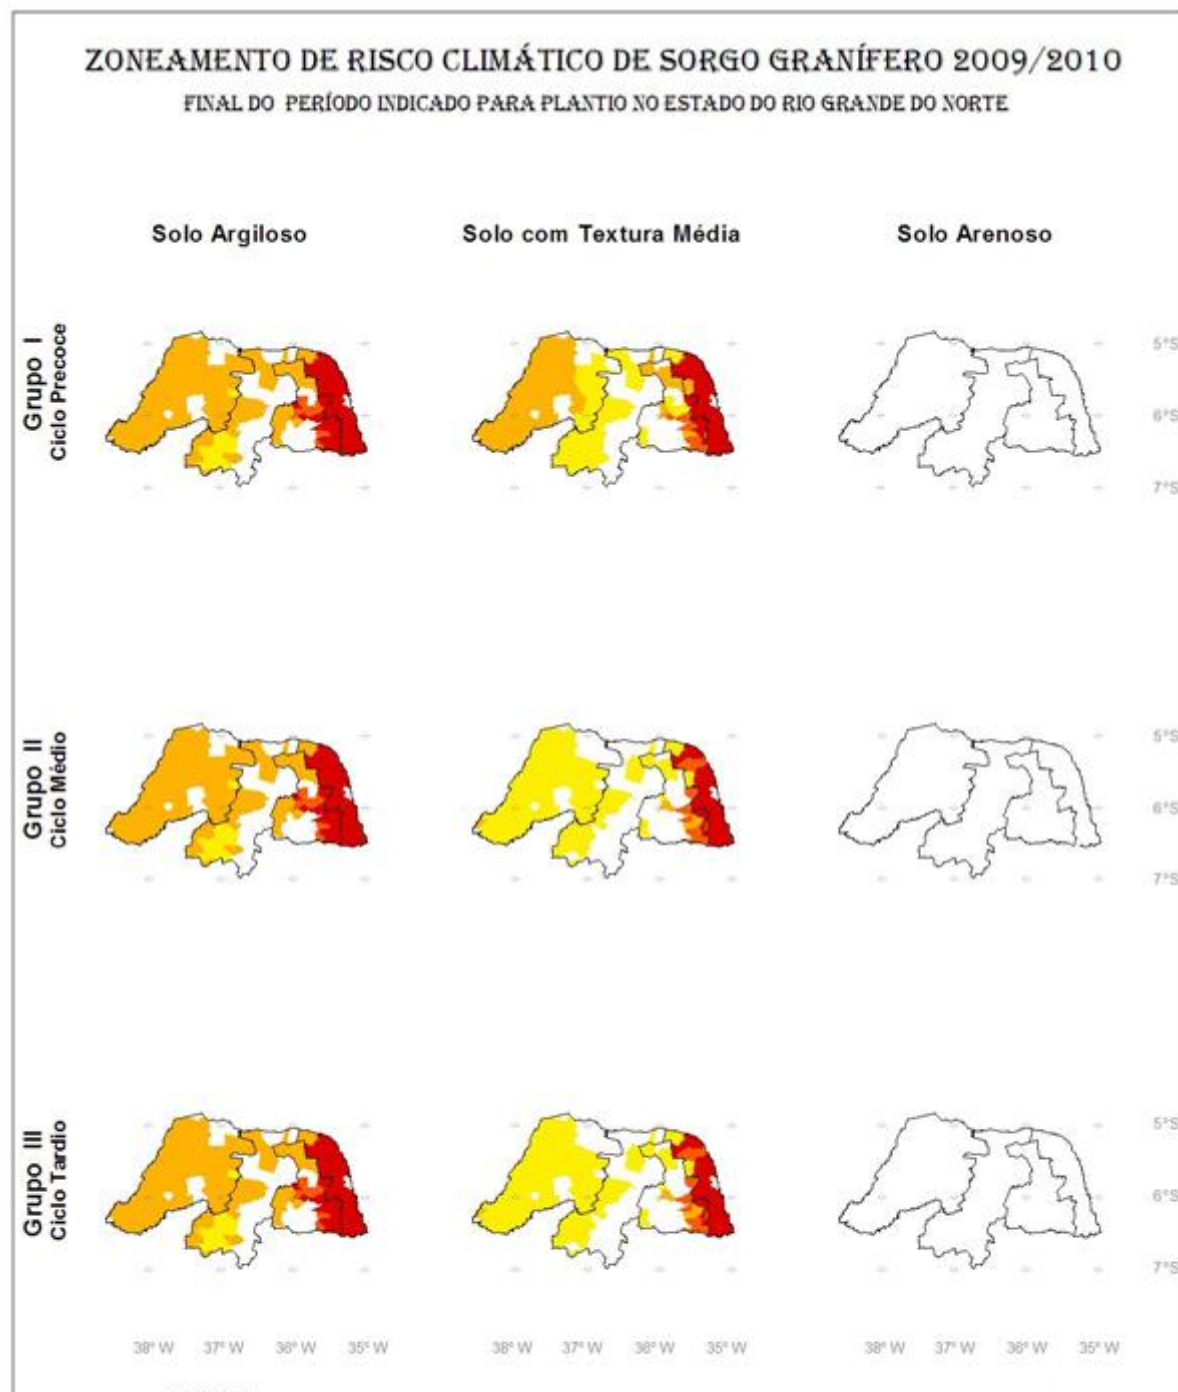 ZONEAMENTO DE RISCO CLIMÁTICO DE SORGO GRANÍFERO 2009/2010
FINAL DO PERÍODO INDICADO PARA PLANTIO NO ESTADO DO RIO GRANDE DO NORTE
Solo Argiloso
Solo com Textura Média
Solo Arenoso
Grupo I
Ciclo Precoce
5°S
6°S
7°S
Grupo II
Ciclo Médio
5°S
6°S
7°S
Grupo III
Ciclo Tardio
5°S
6°S
7°S
38° W 37° W 36° W 35° W
38° W 37° W 36° W 35° W
38° W 37° W 36° W 35° W